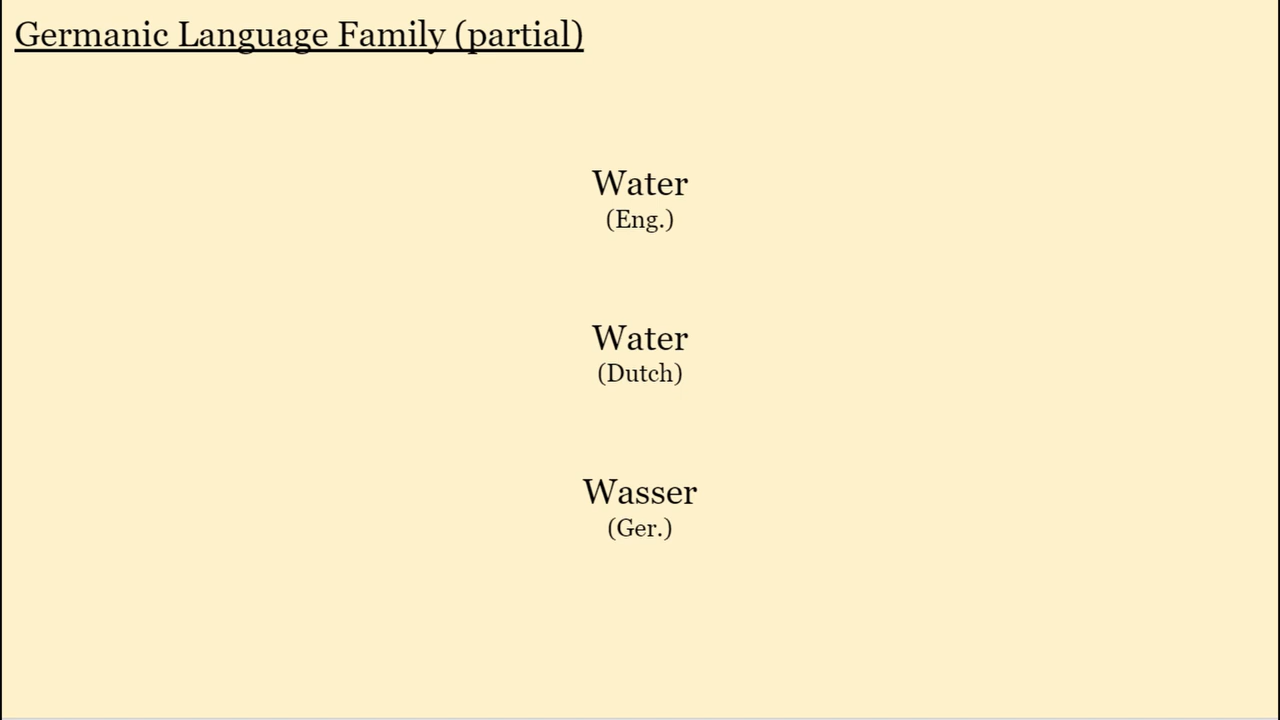 Germanic Language Family (partial)
Water
(Eng.)
Water
(Dutch)
Wasser
(Ger.)